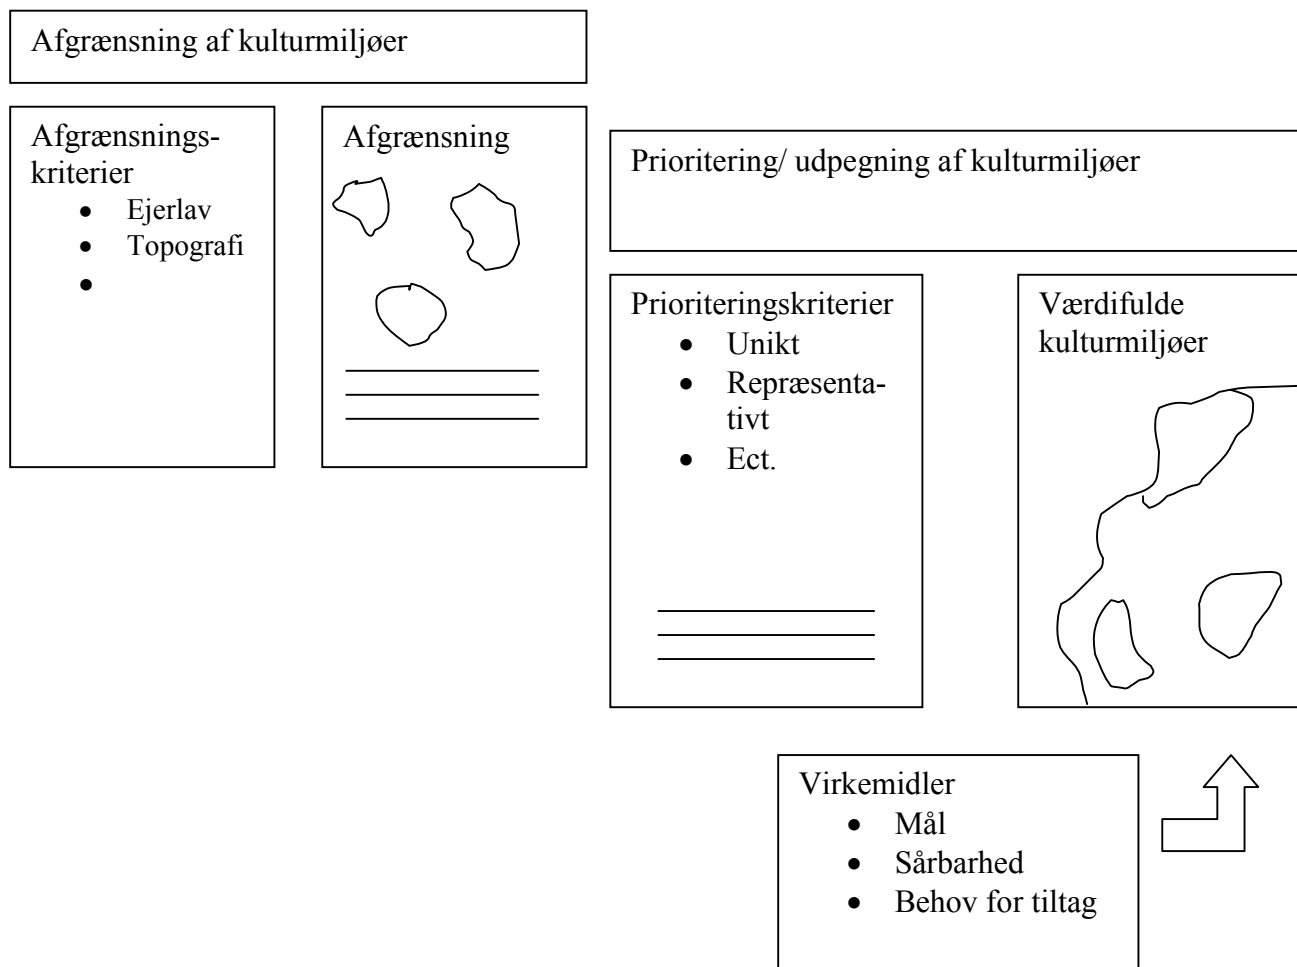 Afgrænsning af kulturmiljøer
Afgrænsnings-
kriterier
• Ejerlav
• Topografi
•
Afgrænsning
Prioritering/ udpegning af kulturmiljøer
Prioriteringskriterier
• Unikt
• Repræsenta-
tivt
• Ect.
Værdifulde
kulturmiljøer
Virkemidler
• Mål
• Sårbarhed
• Behov for tiltag